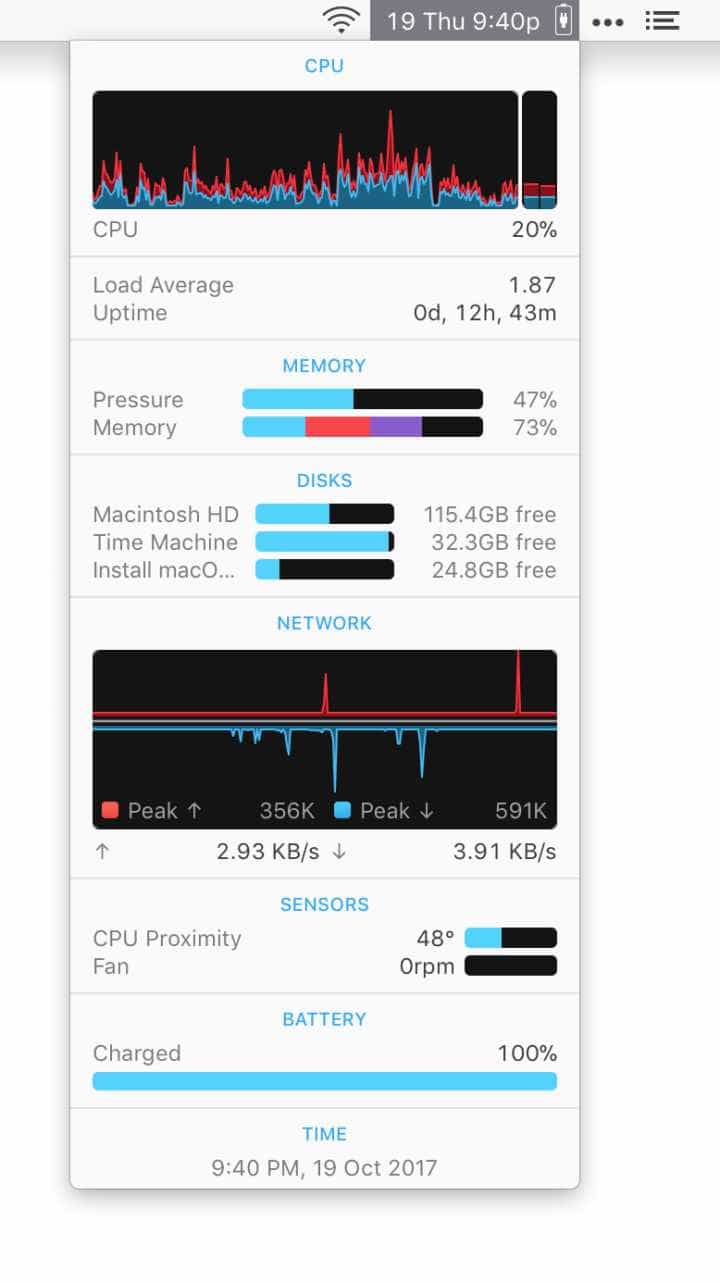 19 Thu 9:40p
CPU
CPU 20%
Load Average 1.87
Uptime 0d, 12h, 43m
MEMORY
Pressure 47%
Memory 73%
DISKS
Macintosh HD 115.4GB free
Time Machine 32.3GB free
Install macO... 24.8GB free
NETWORK
Peak ↑ 356K Peak ↓ 591K
↑ 2.93 KB/s ↓ 3.91 KB/s
SENSORS
CPU Proximity 48°
Fan 0rpm
BATTERY
Charged 100%
TIME
9:40 PM, 19 Oct 2017